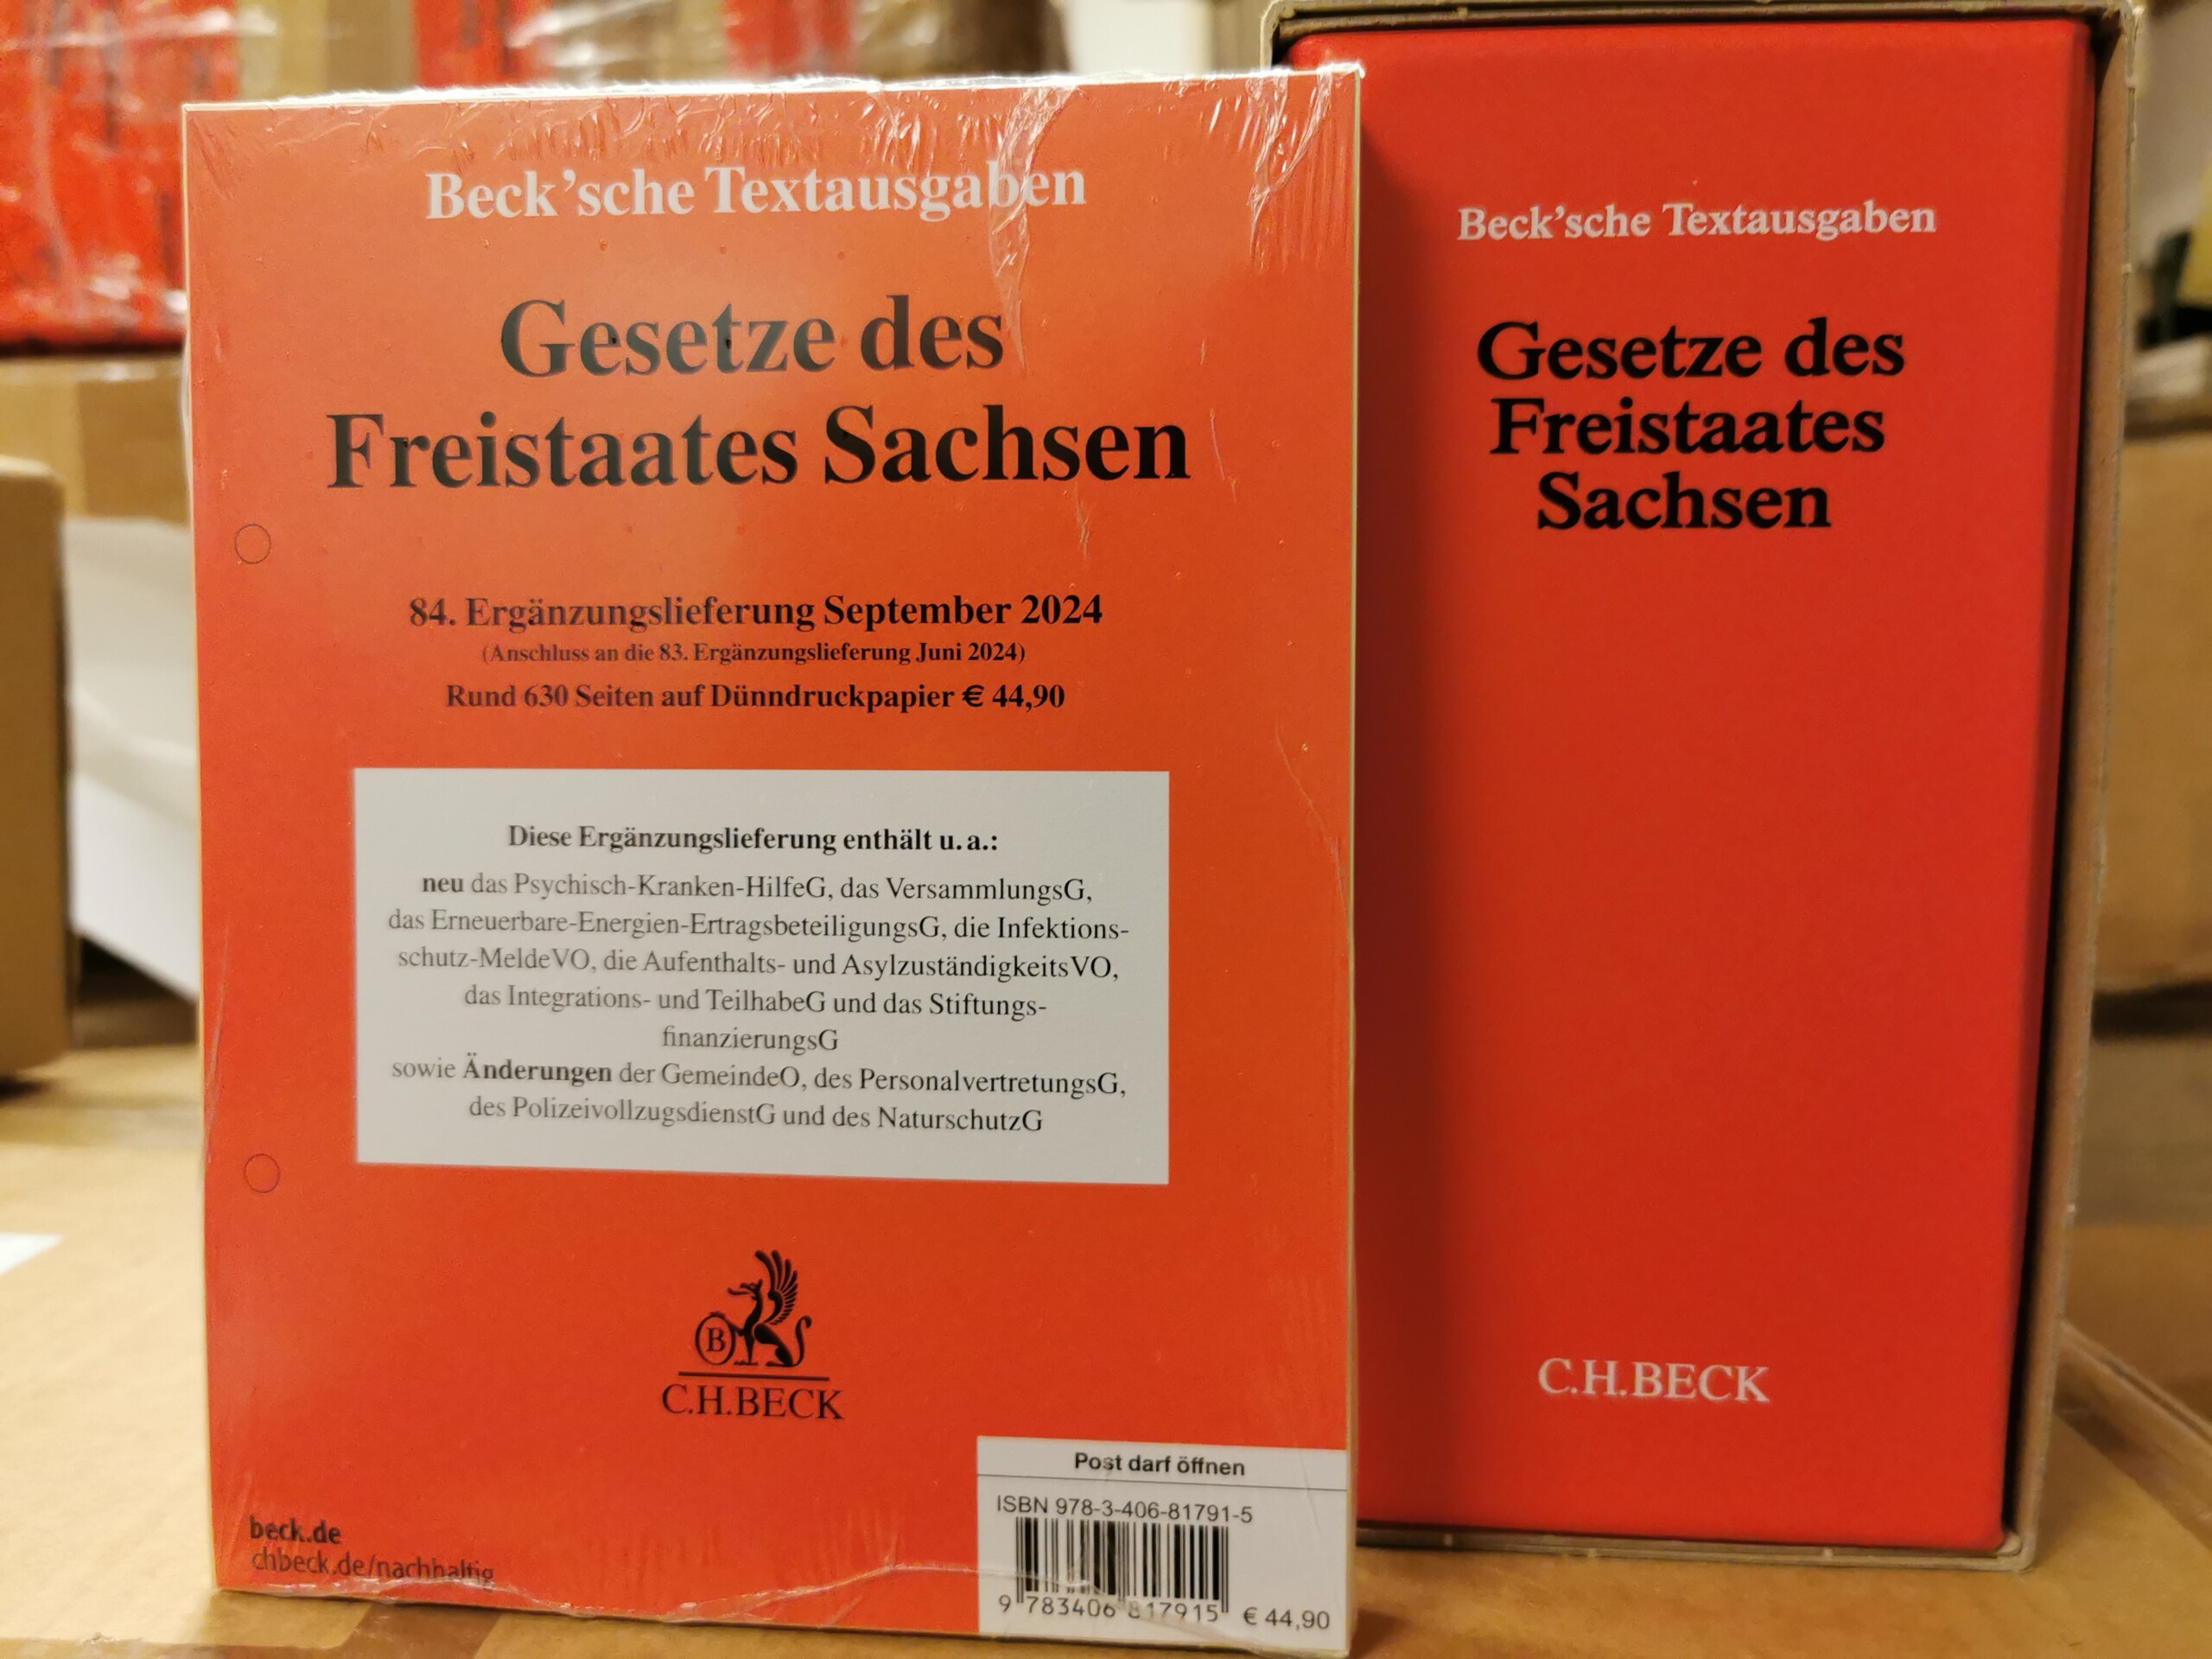 Beck’sche Textausgaben
Gesetze des
Freistaates Sachsen
84. Ergänzungslieferung September 2024
(Anschluss an die 83. Ergänzungslieferung Juni 2024)
Rund 630 Seiten auf Dünndruckpapier € 44,90
Diese Ergänzungslieferung enthält u. a.:
neu das Psychisch-Kranken-HilfeG, das VersammlungsG,
das Erneuerbare-Energien-ErtragsbeteiligungsG, die Infektions-
schutz-MeldeVO, die Aufenthalts- und AsylzuständigkeitsVO,
das Integrations- und TeilhabeG und das Stiftungs-
finanzierungsG
sowie Änderungen der GemeindeO, des PersonalvertretungsG,
des PolizeivollzugsdienstG und des NaturschutzG
B
C.H.BECK
beck.de
chbeck.de/nachhaltig
Post darf öffnen
ISBN 978-3-406-81791-5
9 783406 817915 € 44,90
Beck’sche Textausgaben
Gesetze des
Freistaates
Sachsen
C.H.BECK